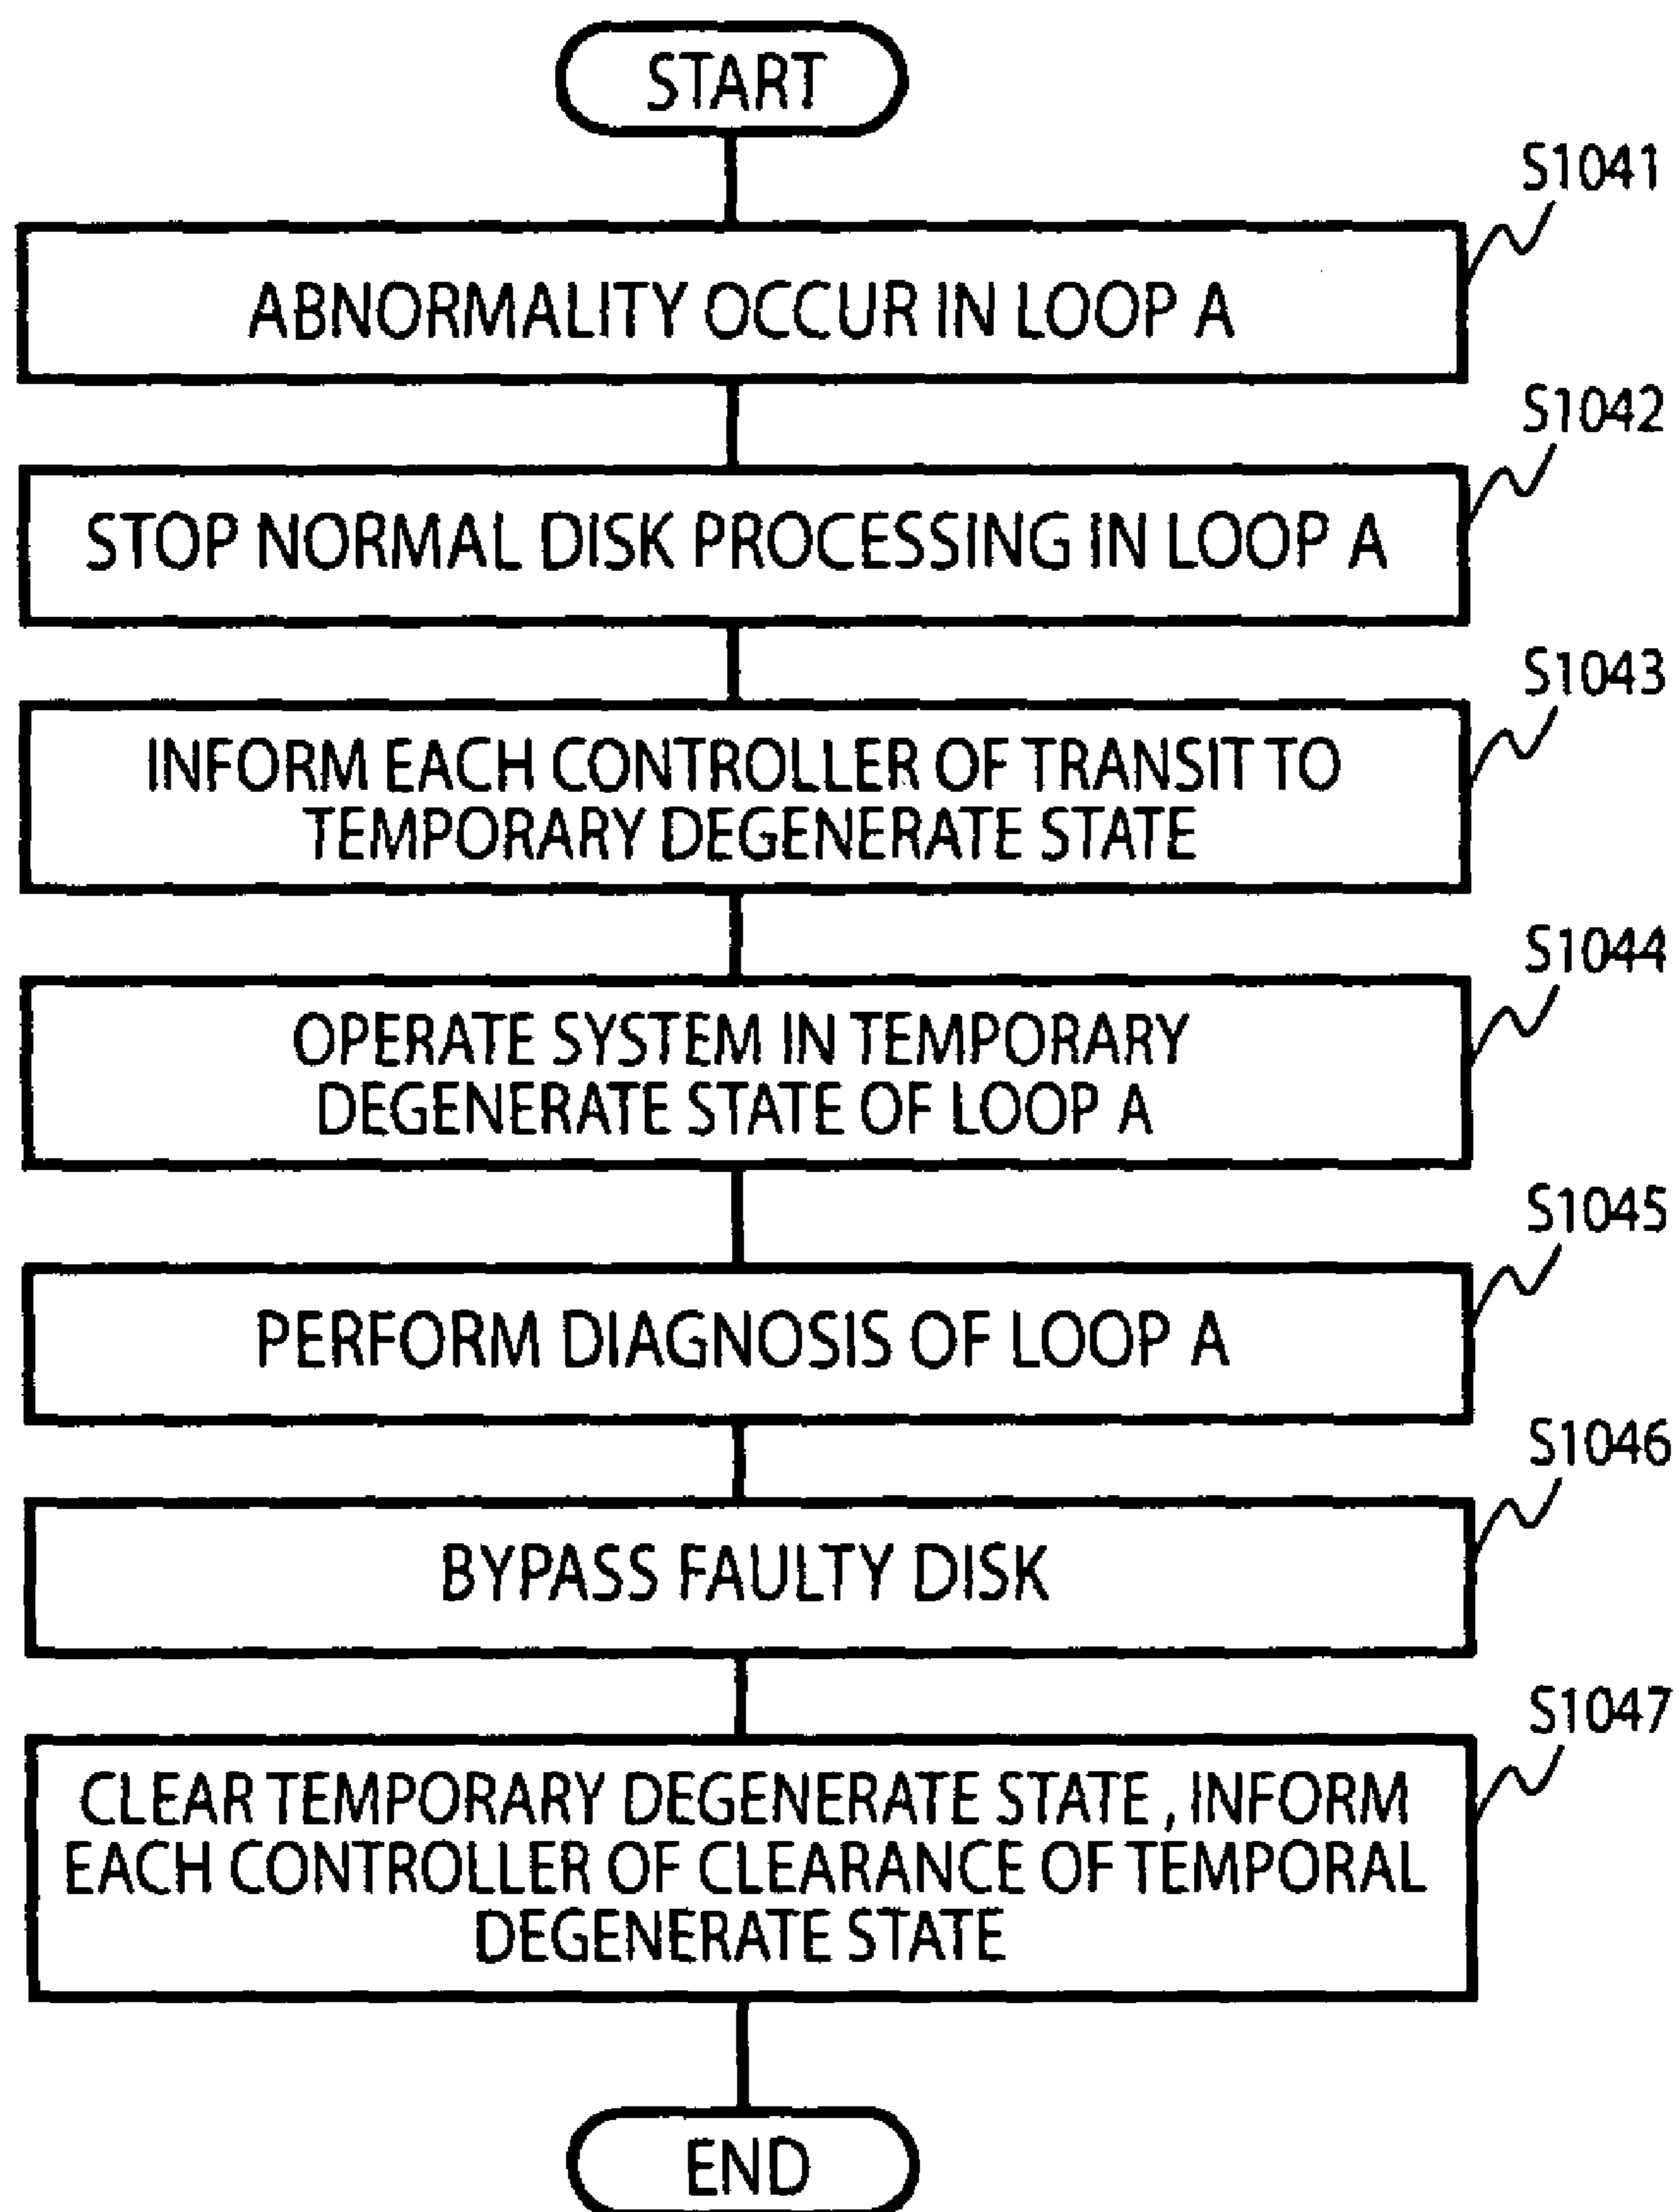 START
S1041
ABNORMALITY OCCUR IN LOOP A
S1042
STOP NORMAL DISK PROCESSING IN LOOP A
S1043
INFORM EACH CONTROLLER OF TRANSIT TO
TEMPORARY DEGENERATE STATE
S1044
OPERATE SYSTEM IN TEMPORARY
DEGENERATE STATE OF LOOP A
S1045
PERFORM DIAGNOSIS OF LOOP A
S1046
BYPASS FAULTY DISK
S1047
CLEAR TEMPORARY DEGENERATE STATE, INFORM
EACH CONTROLLER OF CLEARANCE OF TEMPORAL
DEGENERATE STATE
END